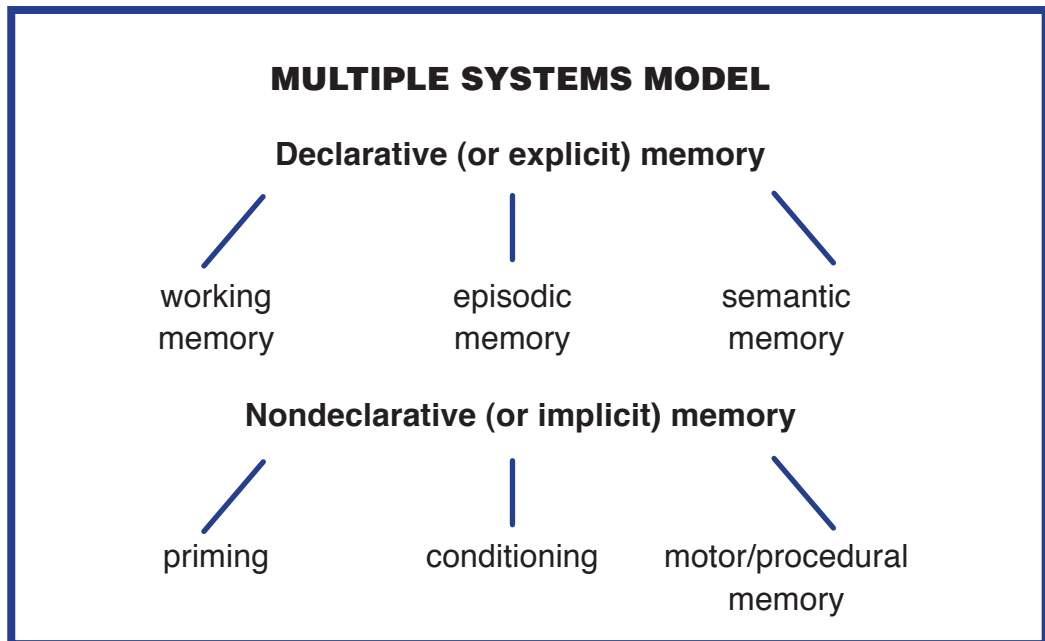 MULTIPLE SYSTEMS MODEL
Declarative (or explicit) memory
working episodic semantic
memory memory memory
Nondeclarative (or implicit) memory
priming conditioning motor/procedural
memory